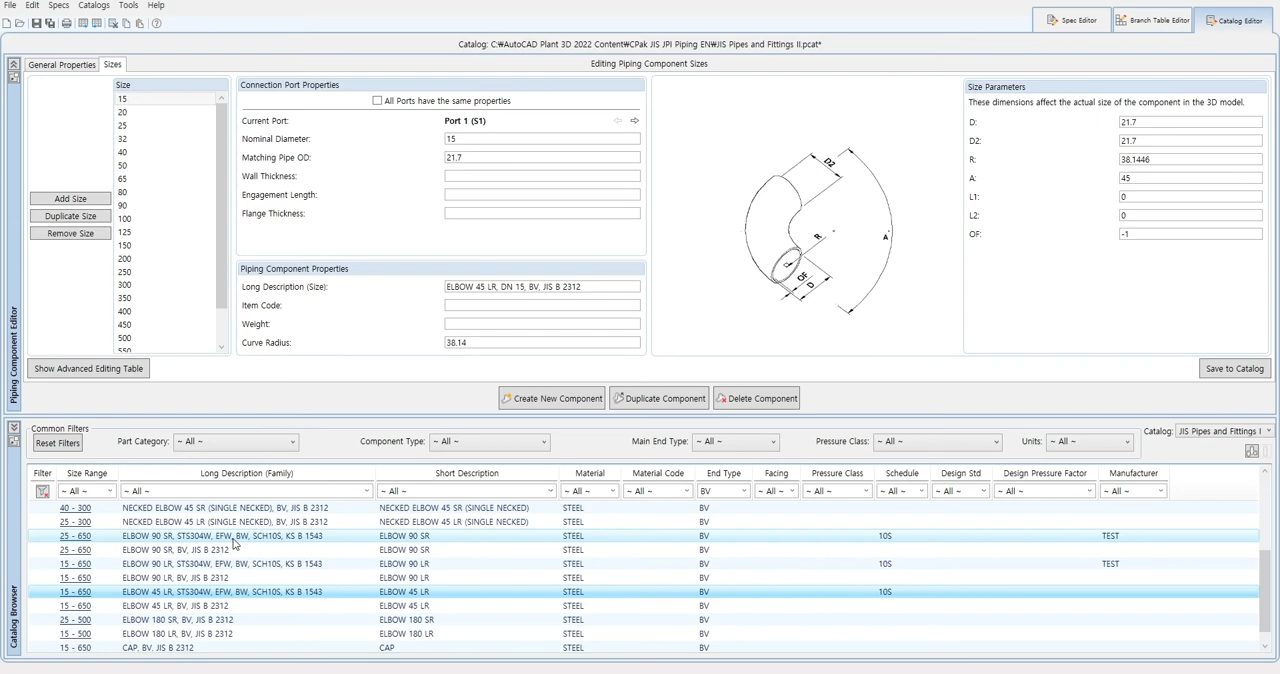 File Edit Specs Catalogs Tools Help
Spec Editor Branch Table Editor Catalog Editor
Catalog: C:₩AutoCAD Plant 3D 2022 Content₩CPak JIS JPI Piping EN₩JIS Pipes and Fittings II.pcat*
General Properties Sizes Editing Piping Component Sizes
Piping Component Editor
Size
15
20
25
32
40
50
65
80
90
100
125
150
200
250
300
350
400
450
500
550
Add Size
Duplicate Size
Remove Size
Connection Port Properties
All Ports have the same properties
Current Port: Port 1 (S1)
Nominal Diameter: 15
Matching Pipe OD: 21.7
Wall Thickness:
Engagement Length:
Flange Thickness:
Piping Component Properties
Long Description (Size): ELBOW 45 LR, DN 15, BV, JIS B 2312
Item Code:
Weight:
Curve Radius: 38.14
D2
R
A
OF
D
Size Parameters
These dimensions affect the actual size of the component in the 3D model.
D: 21.7
D2: 21.7
R: 38.1446
A: 45
L1: 0
L2: 0
OF: -1
Show Advanced Editing Table Save to Catalog
Create New Component Duplicate Component Delete Component
Catalog Browser
Common Filters
Reset Filters Part Category: ~ All ~ Component Type: ~ All ~ Main End Type: ~ All ~ Pressure Class: ~ All ~ Units: ~ All ~ Catalog: JIS Pipes and Fittings I
Filter Size Range Long Description (Family) Short Description Material Material Code End Type Facing Pressure Class Schedule Design Std Design Pressure Factor Manufacturer
~ All ~ ~ All ~ ~ All ~ ~ All ~ ~ All ~ BV ~ All ~ ~ All ~ ~ All ~ ~ All ~ ~ All ~ ~ All ~
40 - 300 NECKED ELBOW 45 SR (SINGLE NECKED), BV, JIS B 2312 NECKED ELBOW 45 SR (SINGLE NECKED) STEEL BV
25 - 300 NECKED ELBOW 45 LR (SINGLE NECKED), BV, JIS B 2312 NECKED ELBOW 45 LR (SINGLE NECKED) STEEL BV
25 - 650 ELBOW 90 SR, STS304W, EFW, BW, SCH10S, KS B 1543 ELBOW 90 SR STEEL BV 10S TEST
25 - 650 ELBOW 90 SR, BV, JIS B 2312 ELBOW 90 SR STEEL BV
15 - 650 ELBOW 90 LR, STS304W, EFW, BW, SCH10S, KS B 1543 ELBOW 90 LR STEEL BV 10S TEST
15 - 650 ELBOW 90 LR, BV, JIS B 2312 ELBOW 90 LR STEEL BV
15 - 650 ELBOW 45 LR, STS304W, EFW, BW, SCH10S, KS B 1543 ELBOW 45 LR STEEL BV 10S
15 - 650 ELBOW 45 LR, BV, JIS B 2312 ELBOW 45 LR STEEL BV
25 - 500 ELBOW 180 SR, BV, JIS B 2312 ELBOW 180 SR STEEL BV
15 - 500 ELBOW 180 LR, BV, JIS B 2312 ELBOW 180 LR STEEL BV
15 - 650 CAP, BV, JIS B 2312 CAP STEEL BV